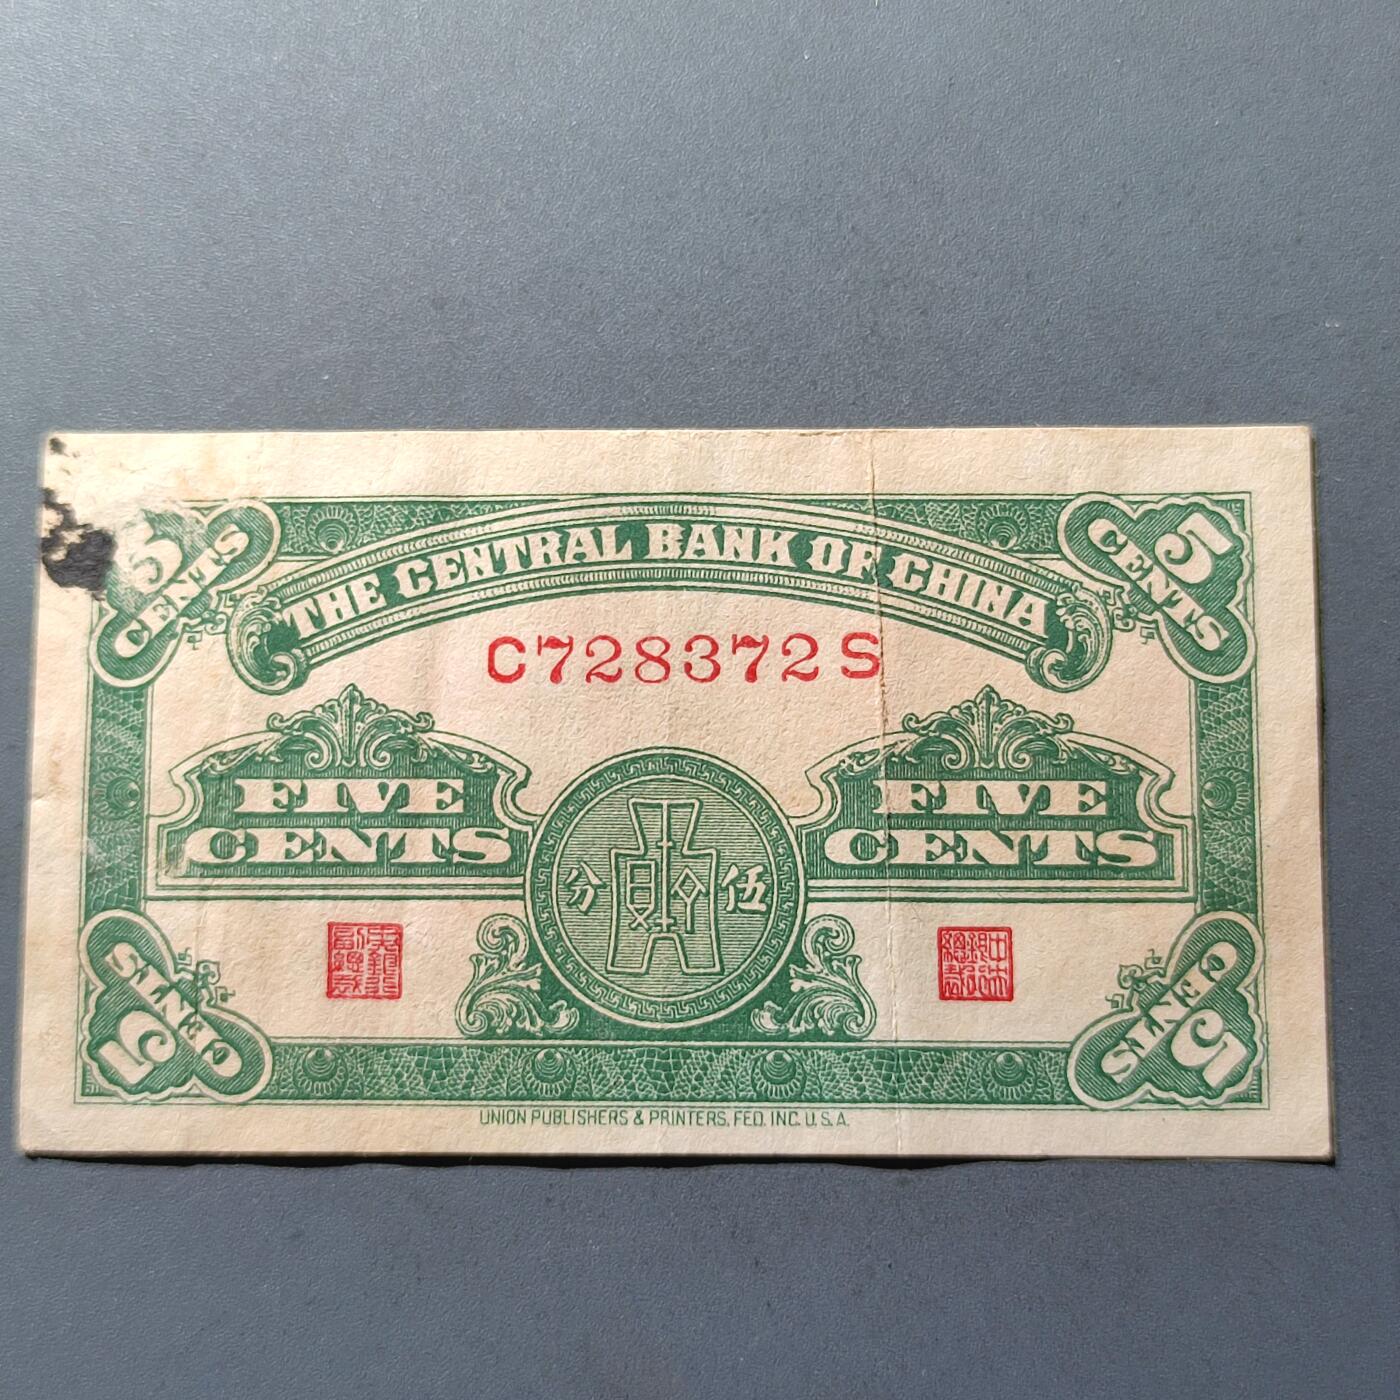 5 CENTS
5 CENTS
THE CENTRAL BANK OF CHINA
C728372S
FIVE CENTS
FIVE CENTS
分 伍
5 CENTS
5 CENTS
UNION PUBLISHERS & PRINTERS, FED. INC. U. S. A.